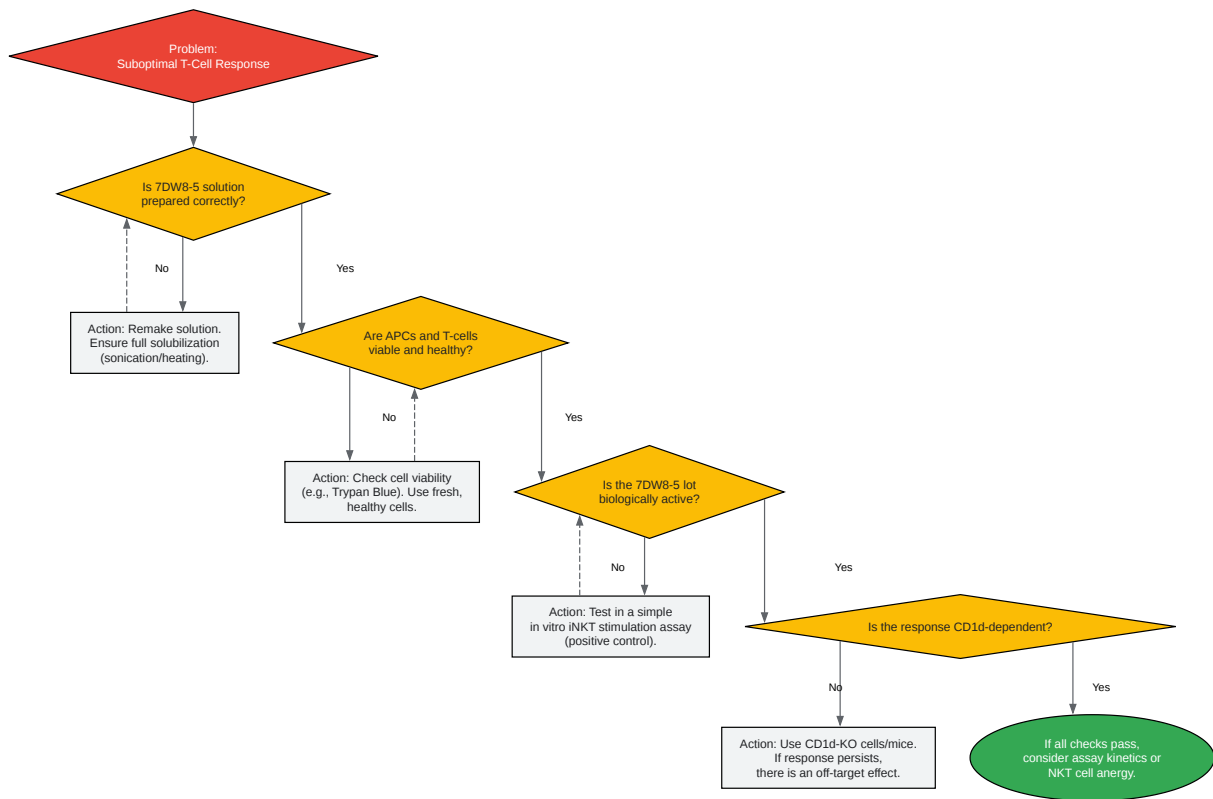 Problem:
Suboptimal T-Cell Response
Is 7DW8-5 solution
prepared correctly?
No
Yes
Action: Remake solution.
Ensure full solubilization
(sonication/heating).
Are APCs and T-cells
viable and healthy?
No
Yes
Action: Check cell viability
(e.g., Trypan Blue). Use fresh,
healthy cells.
Is the 7DW8-5 lot
biologically active?
No
Yes
Action: Test in a simple
in vitro iNKT stimulation assay
(positive control).
Is the response CD1d-dependent?
No
Yes
Action: Use CD1d-KO cells/mice.
If response persists,
there is an off-target effect.
If all checks pass,
consider assay kinetics or
NKT cell anergy.